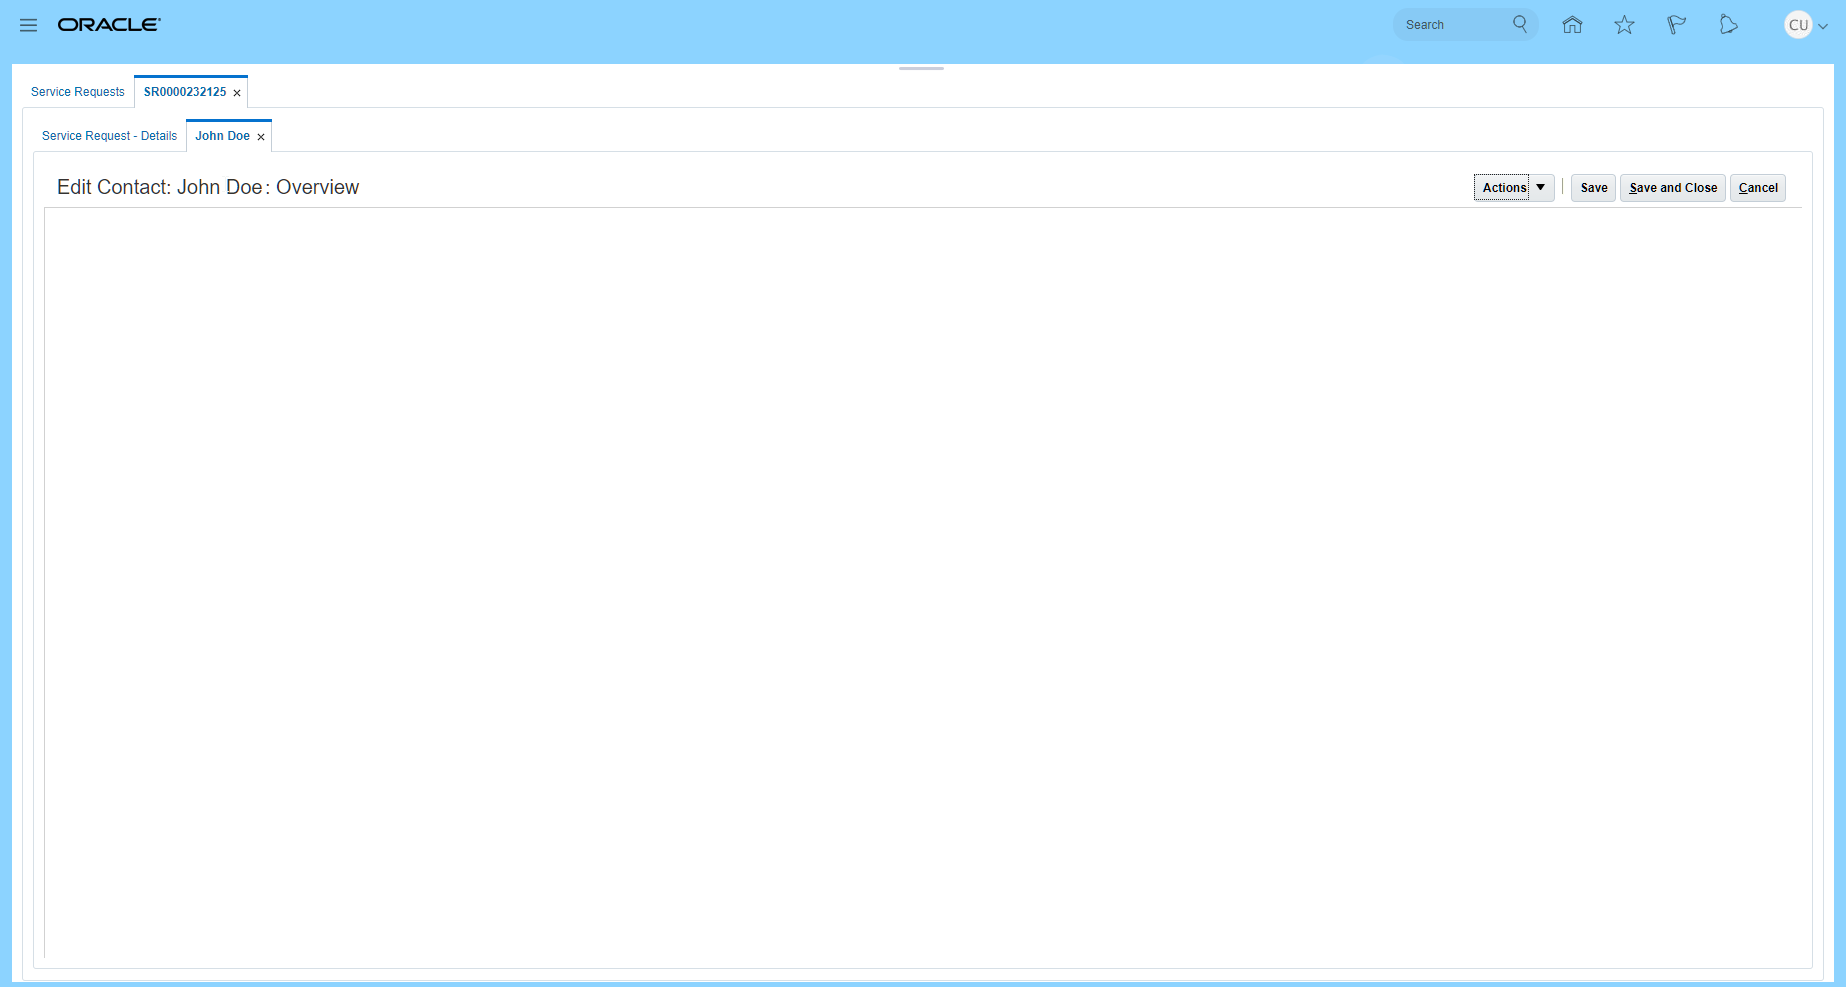 ORACLE
Search
CU
Service Requests
SR0000232125
Service Request - Details
John Doe
Edit Contact: John Doe: Overview
Actions
Save
Save and Close
Cancel